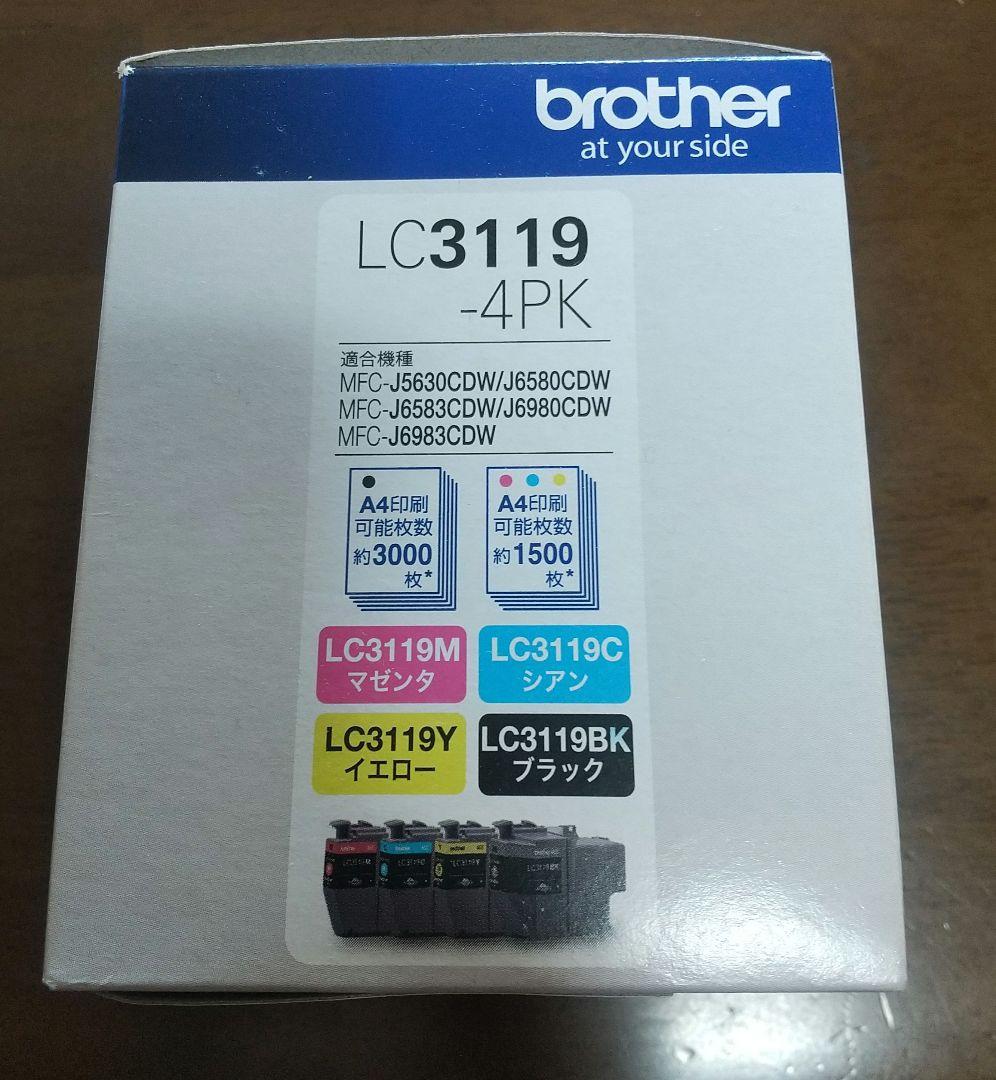 brother
at your side
LC3119
-4PK
適合機種
MFC-J5630CDW/J6580CDW
MFC-J6583CDW/J6980CDW
MFC-J6983CDW
A4印刷
可能枚数
約3000
枚*
A4印刷
可能枚数
約1500
枚*
LC3119M
マゼンタ
LC3119C
シアン
LC3119Y
イエロー
LC3119BK
ブラック